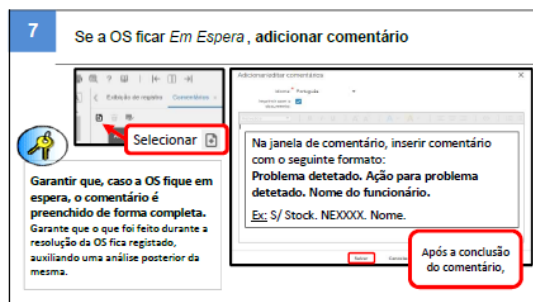 7
Se a OS ficar Em Espera, adicionar comentário
Exibição de registro
Comentários
Selecionar
Garantir que, caso a OS fique em
espera, o comentário é
preenchido de forma completa.
Garante que o que foi feito durante a
resolução da OS fica registado,
auxiliando uma análise posterior da
mesma.
Adicionar/editar comentários
Idioma * Português
Na janela de comentário, inserir comentário
com o seguinte formato:
Problema detetado. Ação para problema
detetado. Nome do funcionário.
Ex: S/ Stock. NEXXXX. Nome.
Após a conclusão
do comentário,